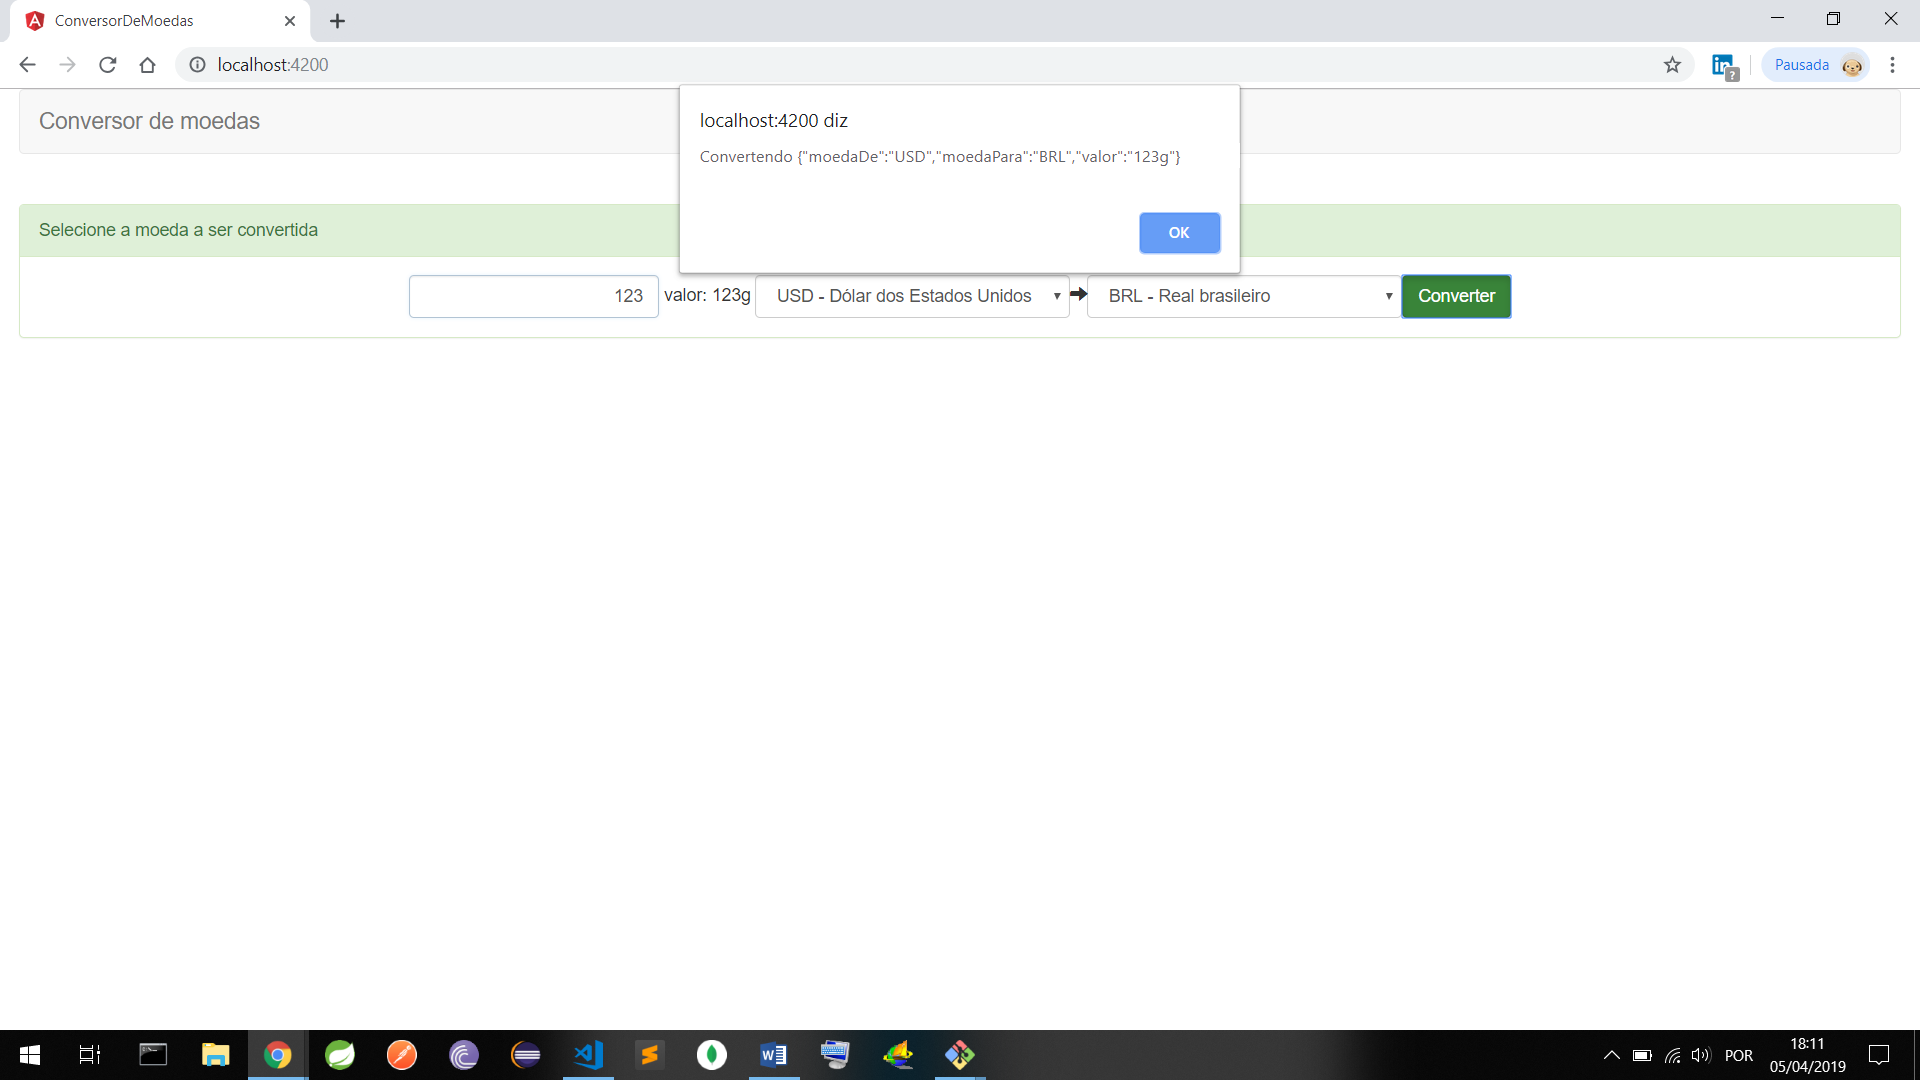 ConversorDeMoedas
localhost:4200
Pausada
Conversor de moedas
localhost:4200 diz
Convertendo {"moedaDe":"USD","moedaPara":"BRL","valor":"123g"}
OK
Selecione a moeda a ser convertida
123 valor: 123g USD - Dólar dos Estados Unidos BRL - Real brasileiro Converter
POR
18:11
05/04/2019